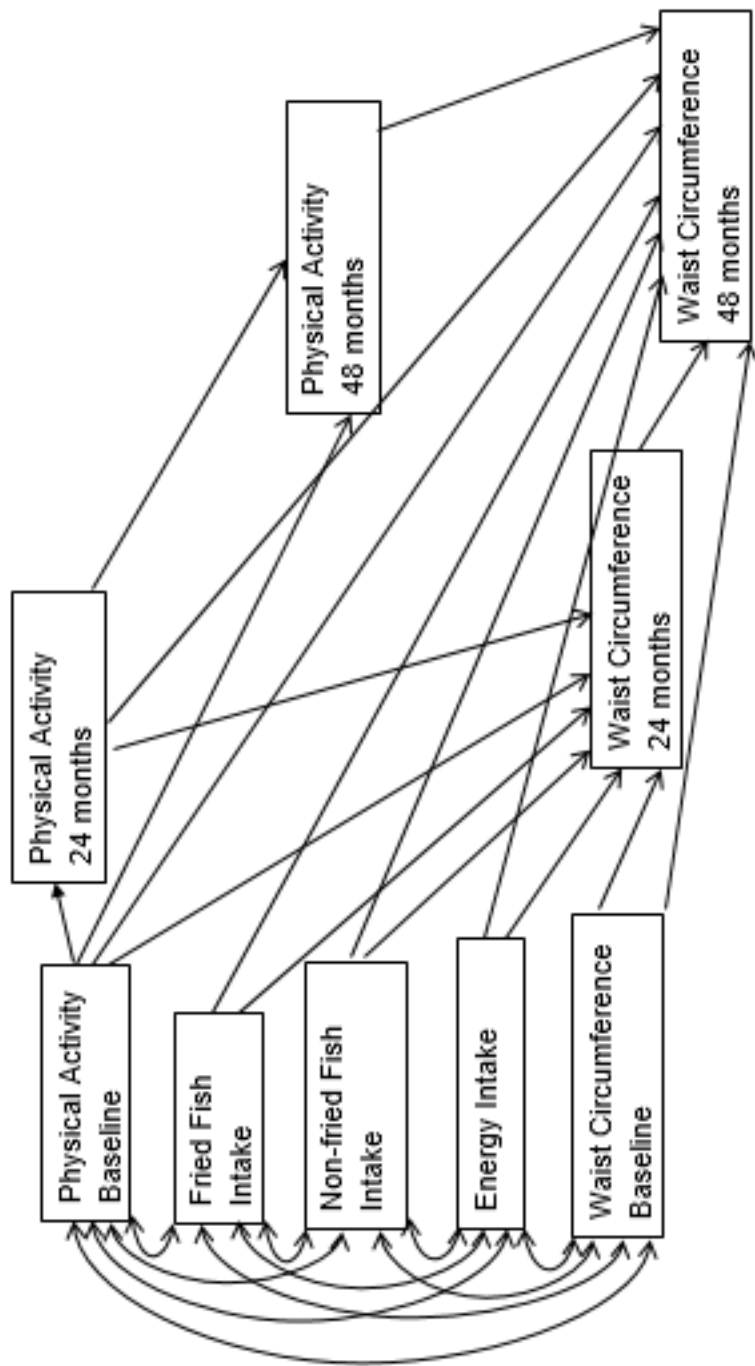 Physical Activity
Baseline
Fried Fish
Intake
Non-fried Fish
Intake
Energy Intake
Waist Circumference
Baseline
Physical Activity
24 months
Waist Circumference
24 months
Physical Activity
48 months
Waist Circumference
48 months